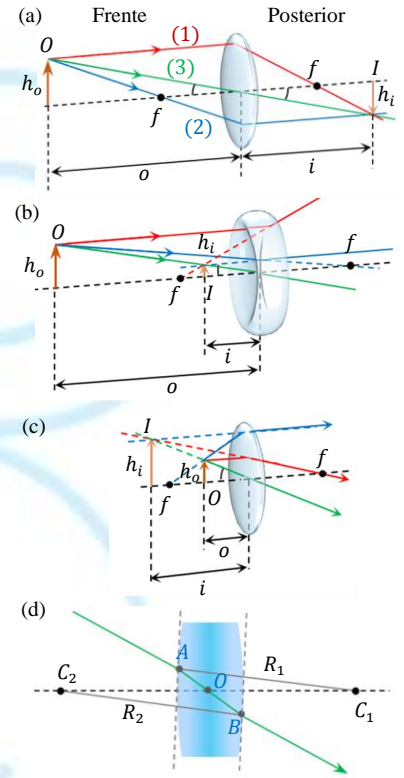 (a) Frente Posterior
O (1) I
(3)
h_o f f h_i
(2)
o i
(b)
O h_i f
h_o
f I
i
o
(c)
I
h_i h_o f
f O
o
i
(d)
A R_1
C_2 O
R_2 B C_1